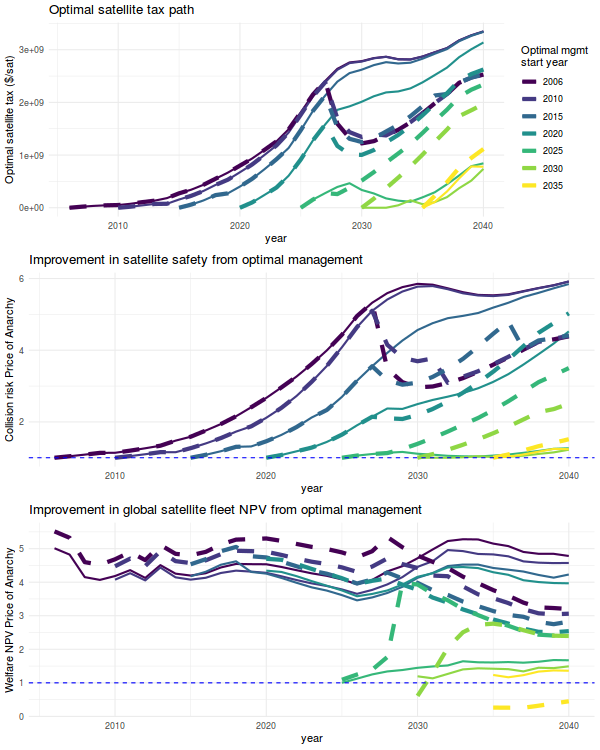 Optimal satellite tax path
Optimal satellite tax ($/sat)
3e+09
2e+09
1e+09
0e+00
2010
2020
2030
2040
year
Optimal mgmt
start year
2006
2010
2015
2020
2025
2030
2035
Improvement in satellite safety from optimal management
Collision risk Price of Anarchy
6
4
2
2010
2020
2030
2040
year
Improvement in global satellite fleet NPV from optimal management
Welfare NPV Price of Anarchy
5
4
3
2
1
0
2010
2020
2030
2040
year